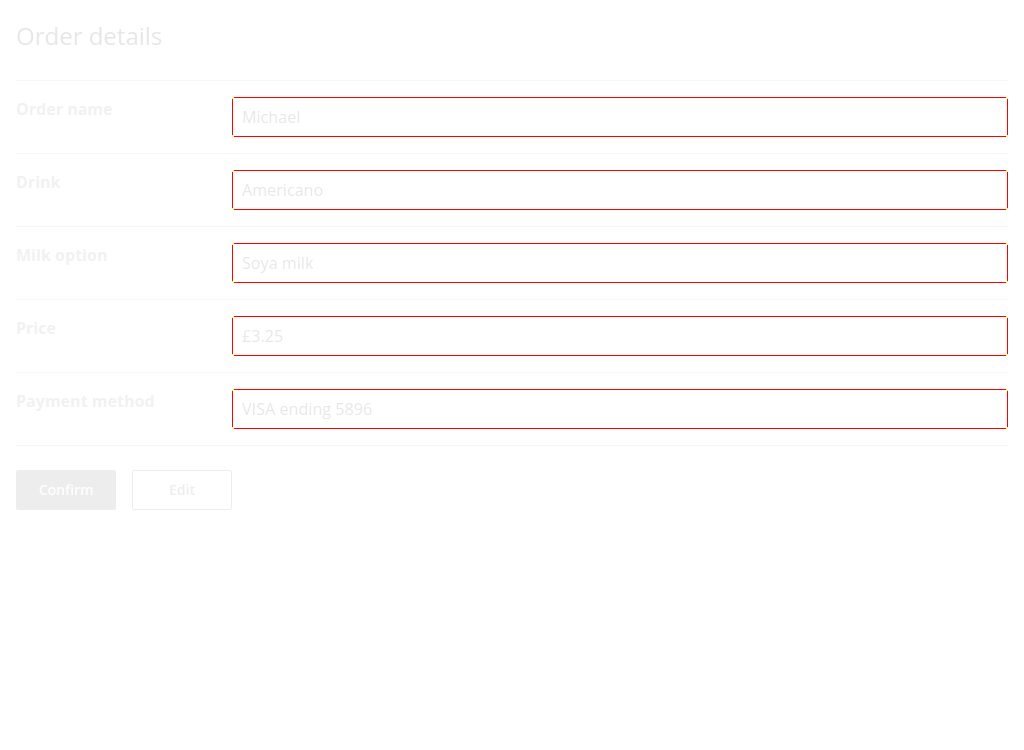 Order details
Order name
Michael
Drink
Americano
Milk option
Soya milk
Price
£3.25
Payment method
VISA ending 5896
Confirm Edit